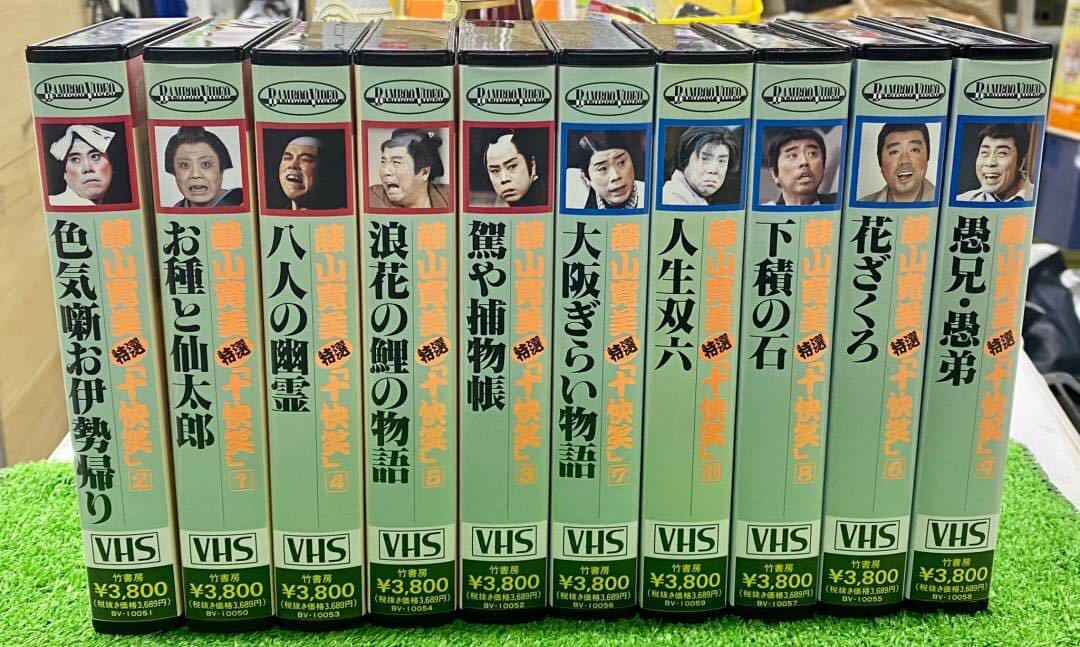 BAMBOO VIDEO
藤山寛美
特選「十快笑」2
色気噺お伊勢帰り
VHS
竹書房
¥3,800
(税抜き価格3,689円)
BV-10051
BAMBOO VIDEO
藤山寛美
特選「十快笑」1
お種と仙太郎
VHS
竹書房
¥3,800
(税抜き価格3,689円)
BV-10050
BAMBOO VIDEO
藤山寛美
特選「十快笑」4
八人の幽霊
VHS
竹書房
¥3,800
(税抜き価格3,689円)
BV-10053
BAMBOO VIDEO
藤山寛美
特選「十快笑」5
浪花の鯉の物語
VHS
竹書房
¥3,800
(税抜き価格3,689円)
BV-10054
BAMBOO VIDEO
藤山寛美
特選「十快笑」3
駕や捕物帳
VHS
竹書房
¥3,800
(税抜き価格3,689円)
BV-10052
BAMBOO VIDEO
藤山寛美
特選「十快笑」7
大阪ぎらい物語
VHS
竹書房
¥3,800
(税抜き価格3,689円)
BV-10056
BAMBOO VIDEO
藤山寛美
特選「十快笑」10
人生双六
VHS
竹書房
¥3,800
(税抜き価格3,689円)
BV-10059
BAMBOO VIDEO
藤山寛美
特選「十快笑」8
下積の石
VHS
竹書房
¥3,800
(税抜き価格3,689円)
BV-10057
BAMBOO VIDEO
藤山寛美
特選「十快笑」6
花ざくろ
VHS
竹書房
¥3,800
(税抜き価格3,689円)
BV-10055
BAMBOO VIDEO
藤山寛美
特選「十快笑」9
愚兄・愚弟
VHS
竹書房
¥3,800
(税抜き価格3,689円)
BV-10058